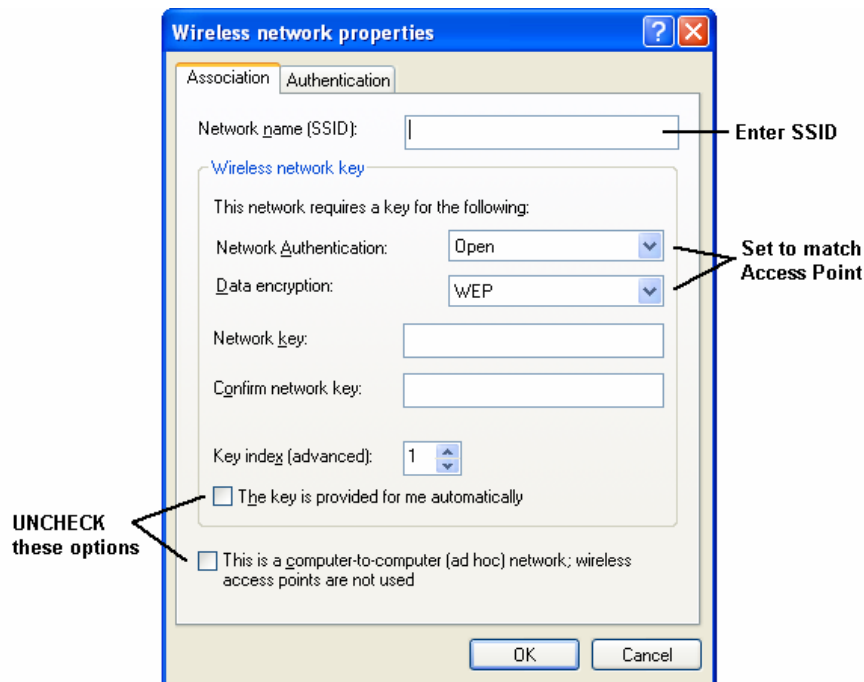 Wireless network properties
Association
Authentication
Network name (SSID):
Enter SSID
Wireless network key
This network requires a key for the following:
Network Authentication:
Open
Set to match
Access Point
Data encryption:
WEP
Network key:
Confirm network key:
Key index (advanced):
1
The key is provided for me automatically
UNCHECK
these options
This is a computer-to-computer (ad hoc) network; wireless
access points are not used
OK
Cancel